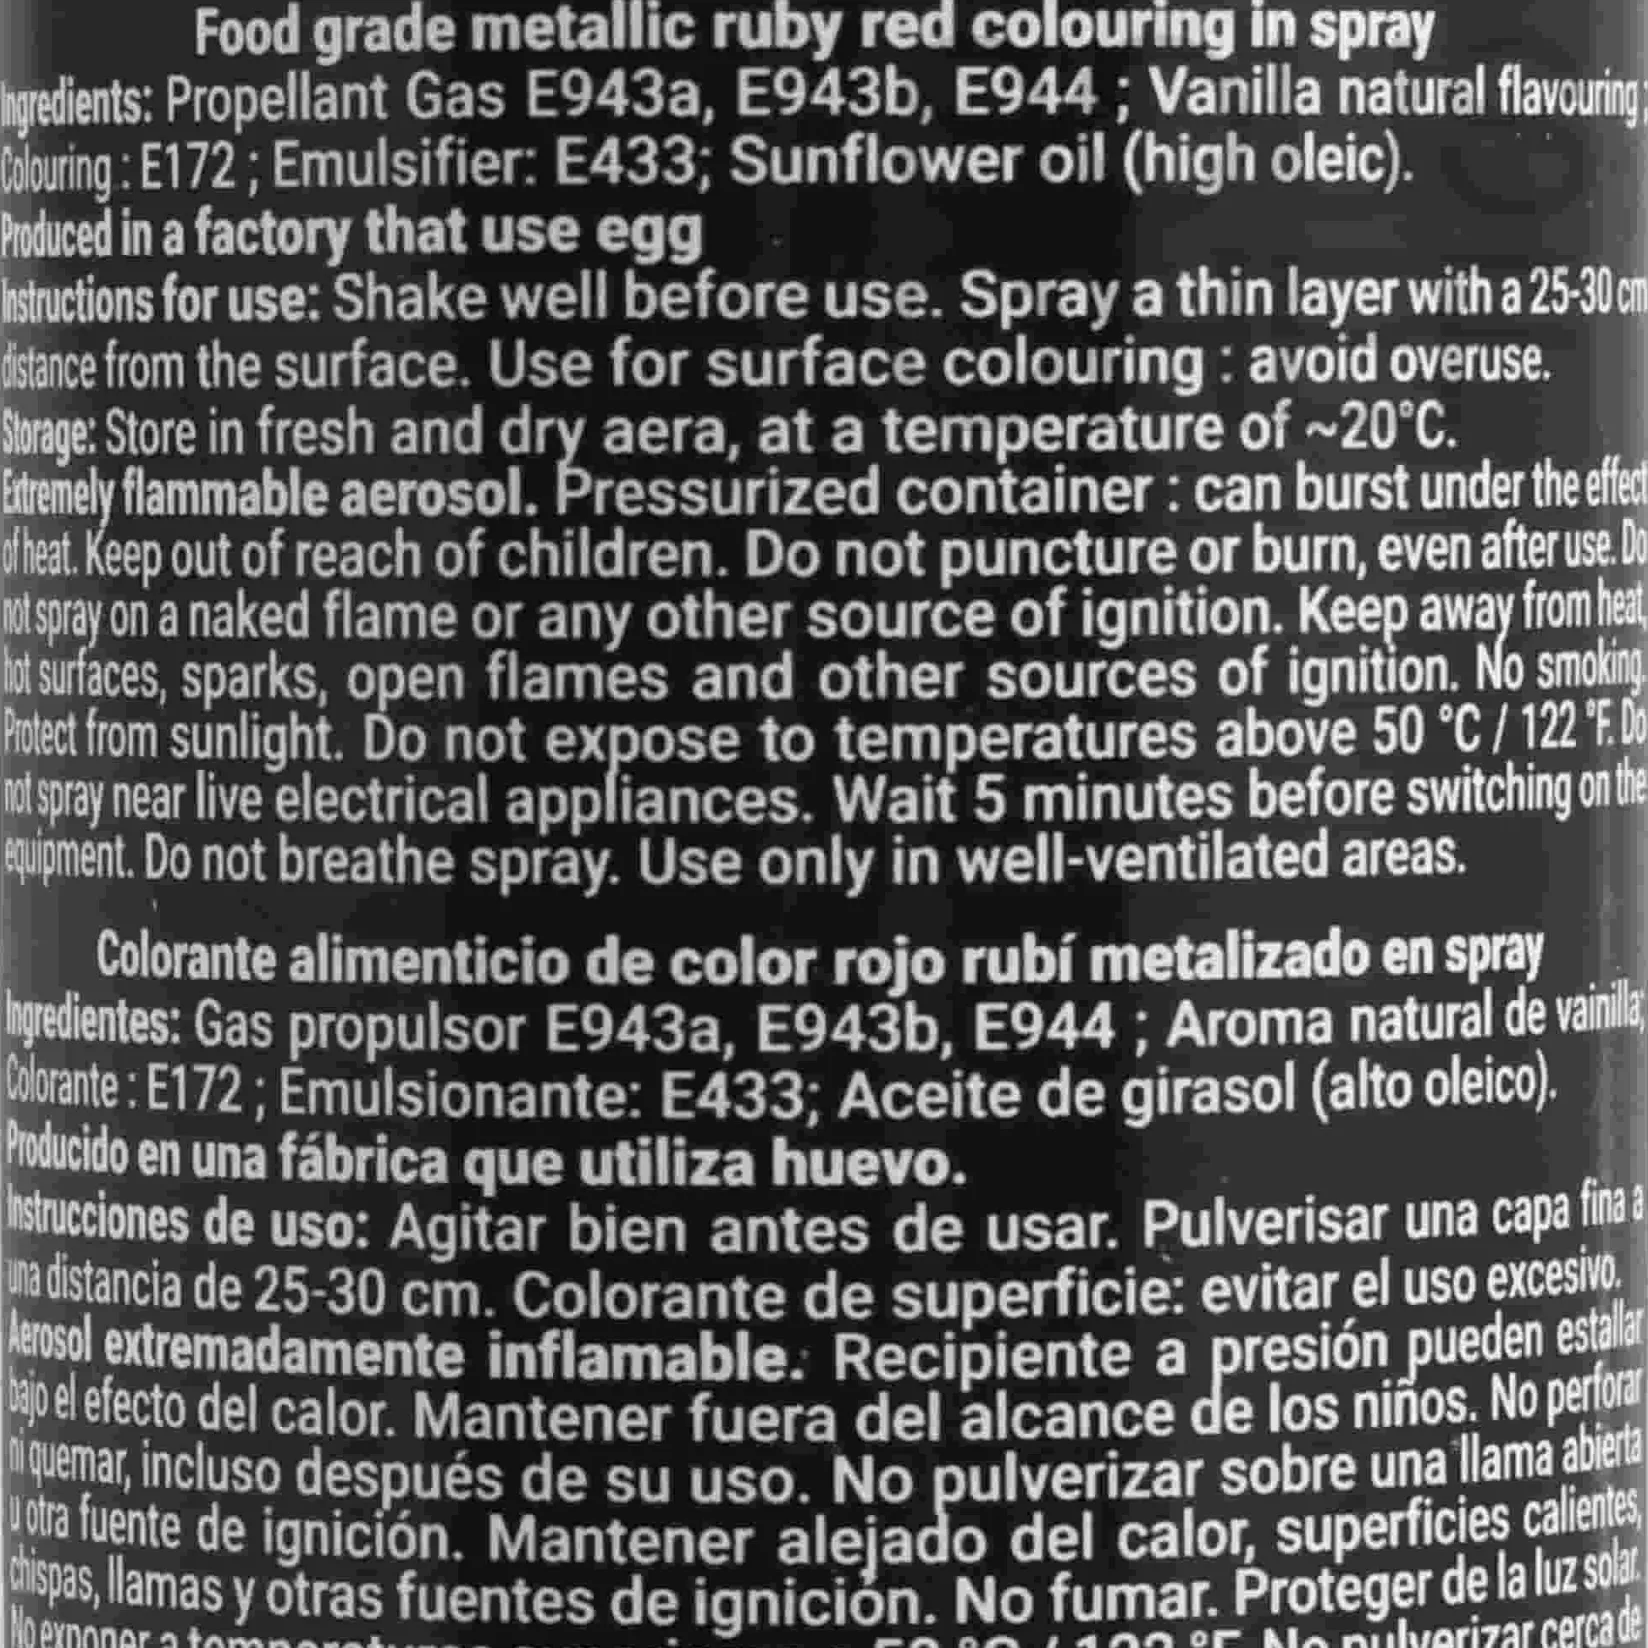 Food grade metallic ruby red colouring in spray
Ingredients: Propellant Gas E943a, E943b, E944 ; Vanilla natural flavouring ;
Colouring : E172 ; Emulsifier: E433; Sunflower oil (high oleic).
Produced in a factory that use egg
Instructions for use: Shake well before use. Spray a thin layer with a 25-30 cm
distance from the surface. Use for surface colouring : avoid overuse.
Storage: Store in fresh and dry aera, at a temperature of ~20°C.
Extremely flammable aerosol. Pressurized container : can burst under the effect
of heat. Keep out of reach of children. Do not puncture or burn, even after use. Do
not spray on a naked flame or any other source of ignition. Keep away from heat,
hot surfaces, sparks, open flames and other sources of ignition. No smoking.
Protect from sunlight. Do not expose to temperatures above 50 °C / 122 °F. Do
not spray near live electrical appliances. Wait 5 minutes before switching on the
equipment. Do not breathe spray. Use only in well-ventilated areas.
Colorante alimenticio de color rojo rubí metalizado en spray
Ingredientes: Gas propulsor E943a, E943b, E944 ; Aroma natural de vainilla;
Colorante : E172 ; Emulsionante: E433; Aceite de girasol (alto oleico).
Producido en una fábrica que utiliza huevo.
Instrucciones de uso: Agitar bien antes de usar. Pulverisar una capa fina a
una distancia de 25-30 cm. Colorante de superficie: evitar el uso excesivo.
Aerosol extremadamente inflamable. Recipiente a presión pueden estallar
bajo el efecto del calor. Mantener fuera del alcance de los niños. No perforar
ni quemar, incluso después de su uso. No pulverizar sobre una llama abierta
u otra fuente de ignición. Mantener alejado del calor, superficies calientes,
chispas, llamas y otras fuentes de ignición. No fumar. Proteger de la luz solar.
No exponer a temperaturas 50 °C / 122 °F. No pulverizar cerca de